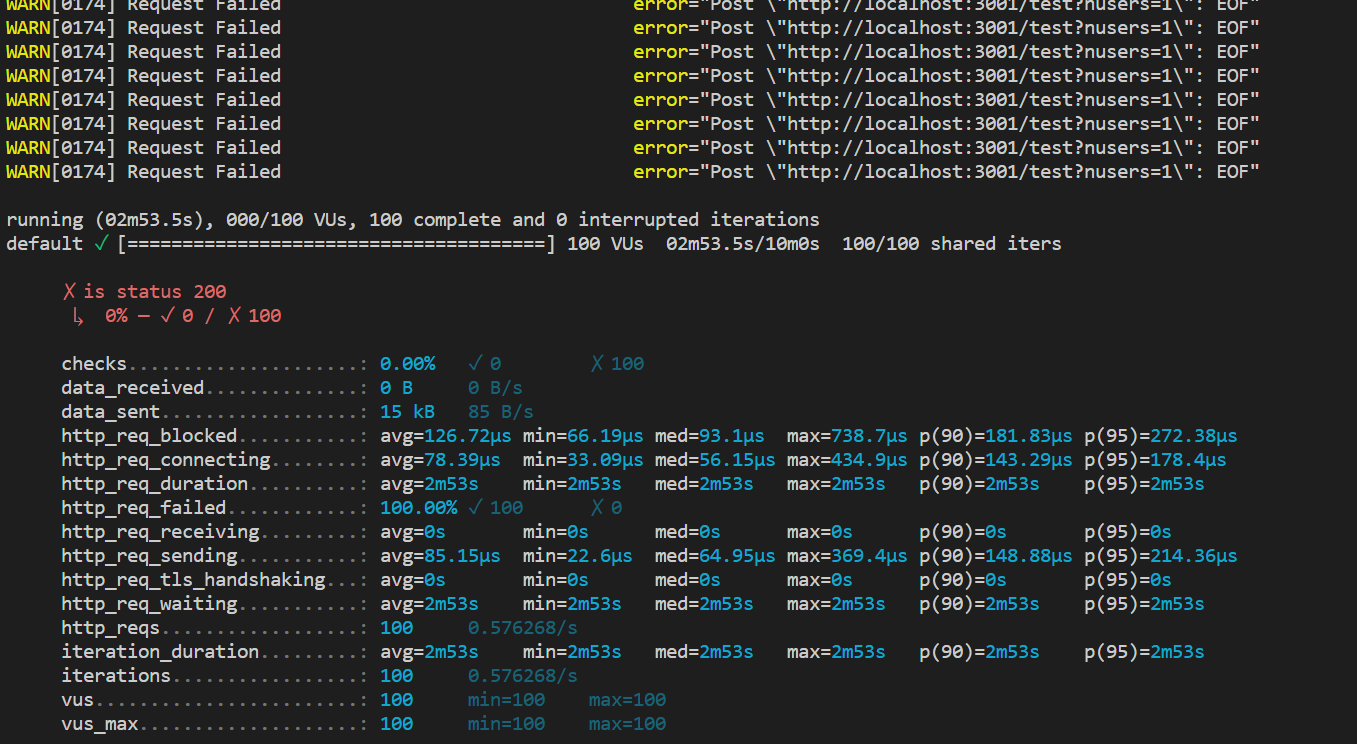 WARN[0174] Request Failed error="Post \"http://localhost:3001/test?nusers=1\": EOF"
WARN[0174] Request Failed error="Post \"http://localhost:3001/test?nusers=1\": EOF"
WARN[0174] Request Failed error="Post \"http://localhost:3001/test?nusers=1\": EOF"
WARN[0174] Request Failed error="Post \"http://localhost:3001/test?nusers=1\": EOF"
WARN[0174] Request Failed error="Post \"http://localhost:3001/test?nusers=1\": EOF"
WARN[0174] Request Failed error="Post \"http://localhost:3001/test?nusers=1\": EOF"
WARN[0174] Request Failed error="Post \"http://localhost:3001/test?nusers=1\": EOF"
WARN[0174] Request Failed error="Post \"http://localhost:3001/test?nusers=1\": EOF"
running (02m53.5s), 000/100 VUs, 100 complete and 0 interrupted iterations
default ✓ [======================================] 100 VUs 02m53.5s/10m0s 100/100 shared iters
✗ is status 200
↳ 0% — ✓ 0 / ✗ 100
checks.....................: 0.00% ✓ 0 ✗ 100
data_received..............: 0 B 0 B/s
data_sent..................: 15 kB 85 B/s
http_req_blocked...........: avg=126.72µs min=66.19µs med=93.1µs max=738.7µs p(90)=181.83µs p(95)=272.38µs
http_req_connecting........: avg=78.39µs min=33.09µs med=56.15µs max=434.9µs p(90)=143.29µs p(95)=178.4µs
http_req_duration..........: avg=2m53s min=2m53s med=2m53s max=2m53s p(90)=2m53s p(95)=2m53s
http_req_failed............: 100.00% ✓ 100 ✗ 0
http_req_receiving.........: avg=0s min=0s med=0s max=0s p(90)=0s p(95)=0s
http_req_sending...........: avg=85.15µs min=22.6µs med=64.95µs max=369.4µs p(90)=148.88µs p(95)=214.36µs
http_req_tls_handshaking...: avg=0s min=0s med=0s max=0s p(90)=0s p(95)=0s
http_req_waiting...........: avg=2m53s min=2m53s med=2m53s max=2m53s p(90)=2m53s p(95)=2m53s
http_reqs..................: 100 0.576268/s
iteration_duration.........: avg=2m53s min=2m53s med=2m53s max=2m53s p(90)=2m53s p(95)=2m53s
iterations.................: 100 0.576268/s
vus........................: 100 min=100 max=100
vus_max....................: 100 min=100 max=100